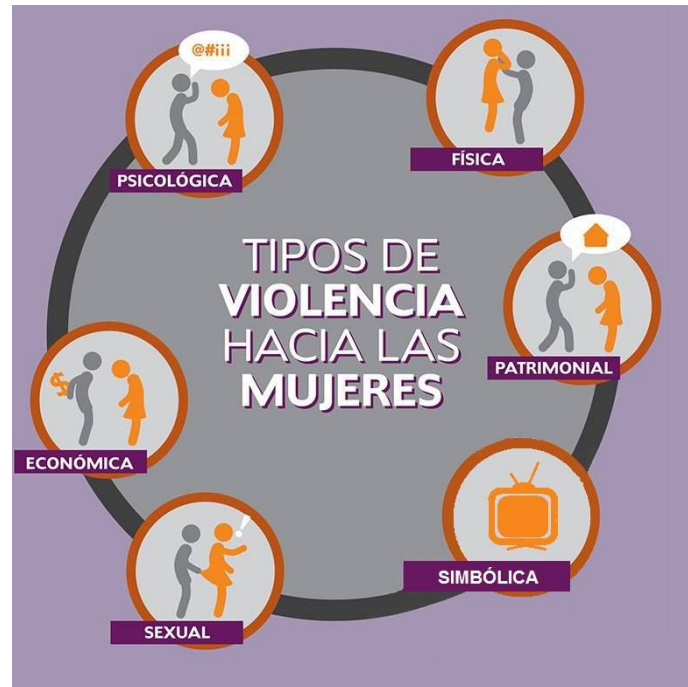 @#iii
PSICOLÓGICA
FÍSICA
TIPOS DE
VIOLENCIA
HACIA LAS
MUJERES
PATRIMONIAL
$
ECONÓMICA
SIMBÓLICA
!
SEXUAL